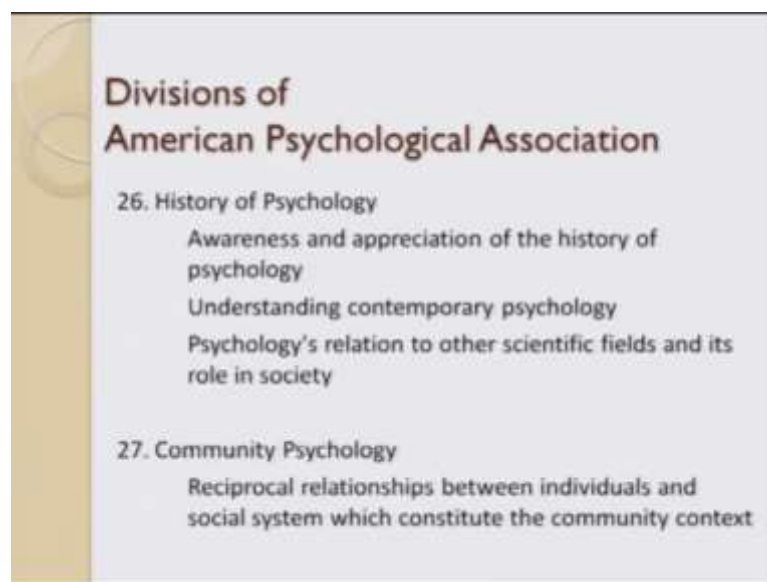 Divisions of
American Psychological Association
26. History of Psychology
Awareness and appreciation of the history of
psychology
Understanding contemporary psychology
Psychology's relation to other scientific fields and its
role in society
27. Community Psychology
Reciprocal relationships between individuals and
social system which constitute the community context